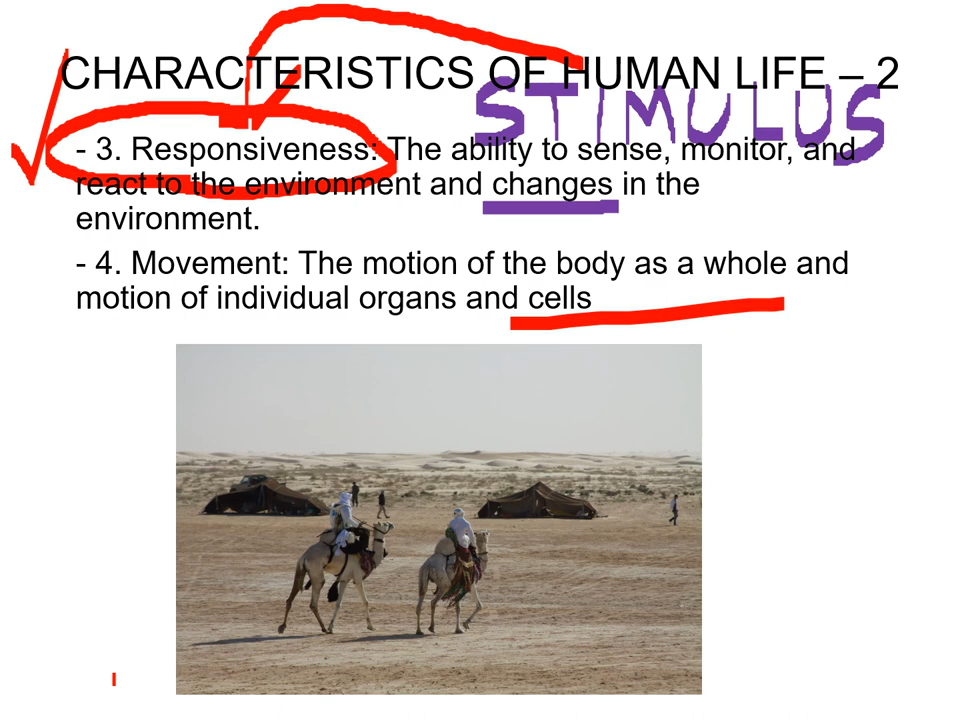 CHARACTERISTICS OF HUMAN LIFE – 2
STIMULUS
- 3. Responsiveness: The ability to sense, monitor, and
react to the environment and changes in the
environment.
- 4. Movement: The motion of the body as a whole and
motion of individual organs and cells